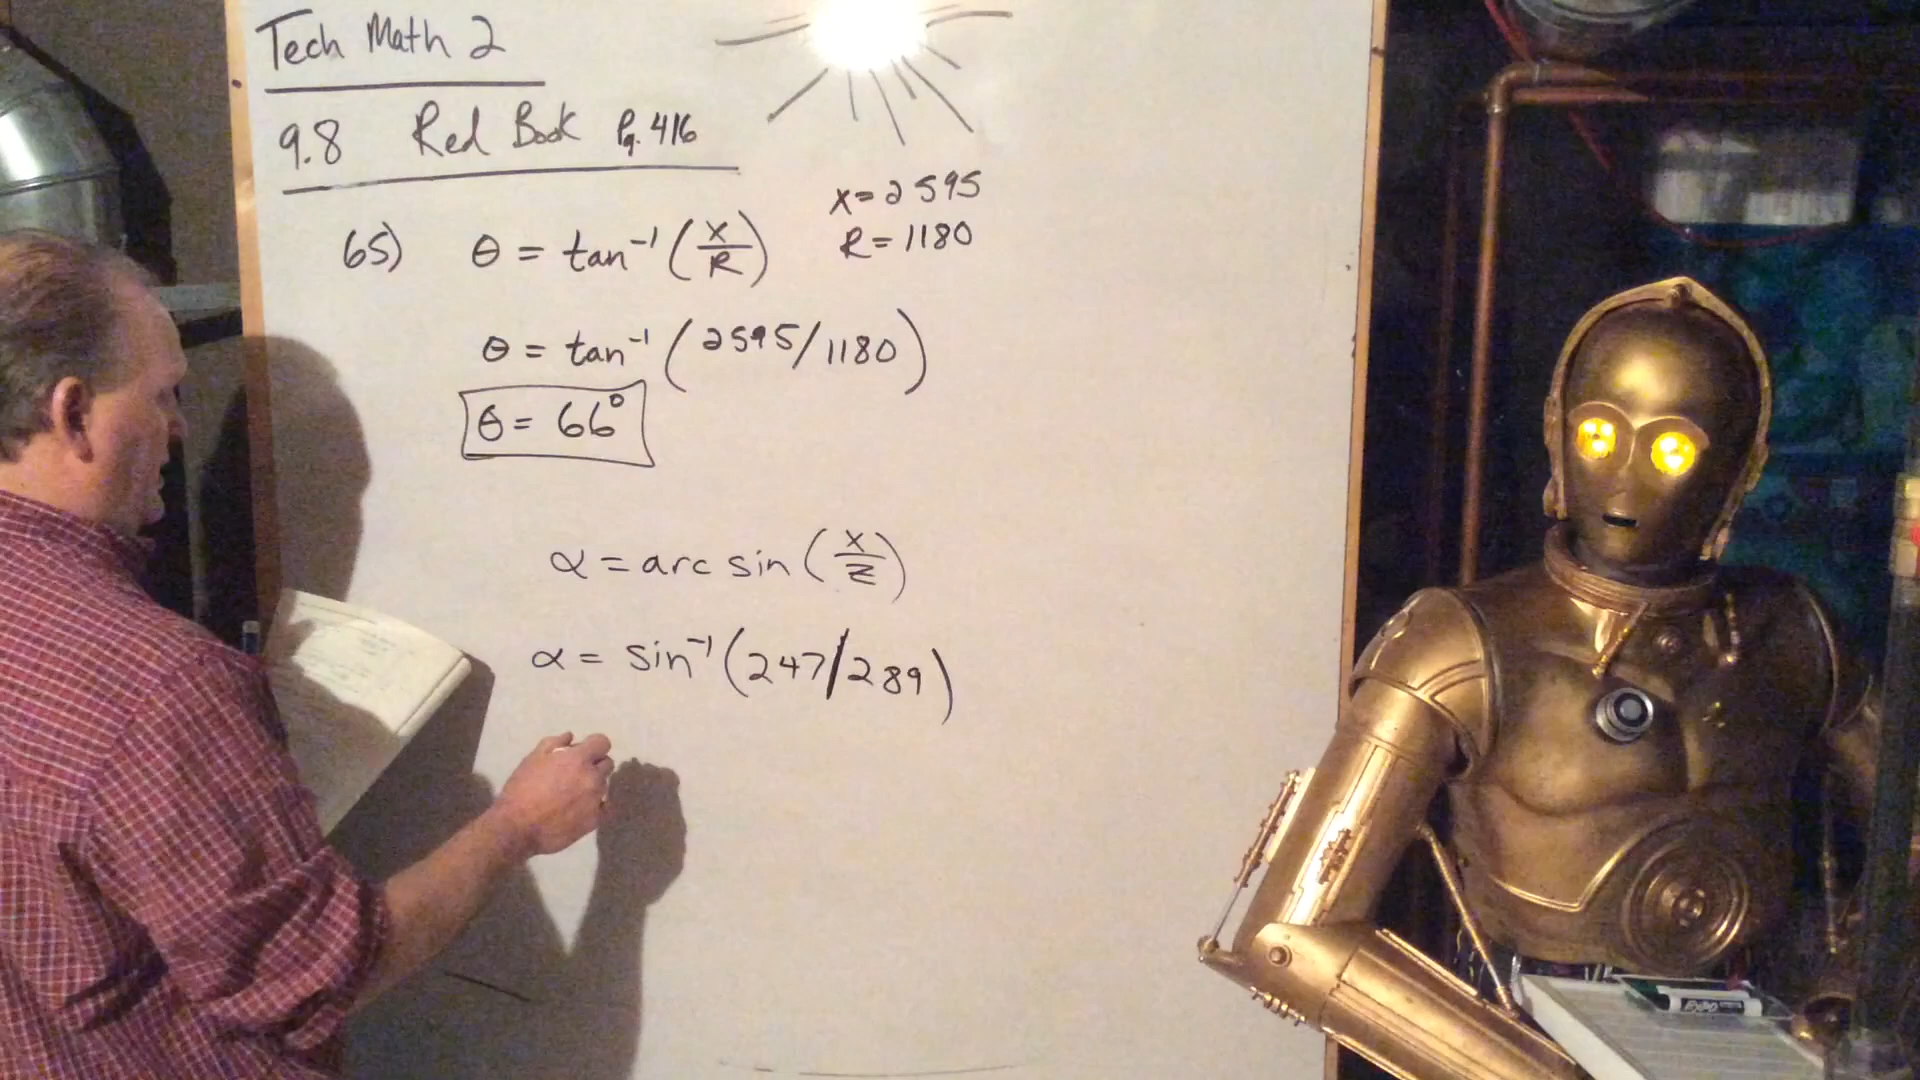 Tech Math 2
9.8 Red Book Pg. 416
x=2595
R=1180
65) θ = tan⁻¹ (x/R)
θ = tan⁻¹ (2595/1180)
θ = 66°
α = arc sin (x/z)
α = sin⁻¹ (247/289)
EXPO